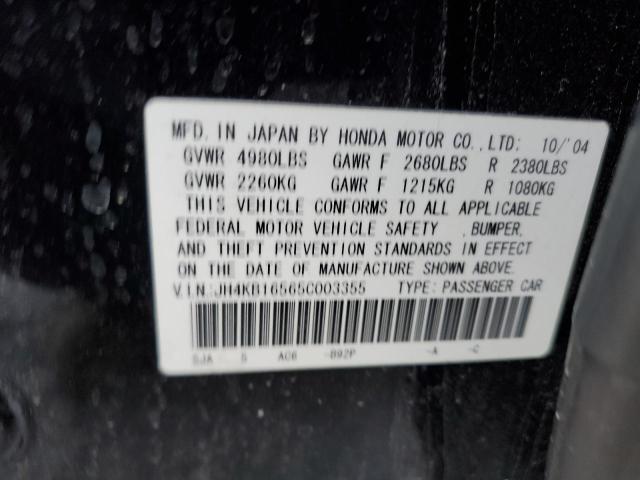 MFD. IN JAPAN BY HONDA MOTOR CO.,LTD: 10/'04
GVWR 4980LBS GAWR F 2680LBS R 2380LBS
GVWR 2260KG GAWR F 1215KG R 1080KG
THIS VEHICLE CONFORMS TO ALL APPLICABLE
FEDERAL MOTOR VEHICLE SAFETY ,BUMPER,
AND THEFT PREVENTION STANDARDS IN EFFECT
ON THE DATE OF MANUFACTURE SHOWN ABOVE.
V.I.N:JH4KB16565C003355 TYPE:PASSENGER CAR
SJA 5 AC6 -B92P -A -C